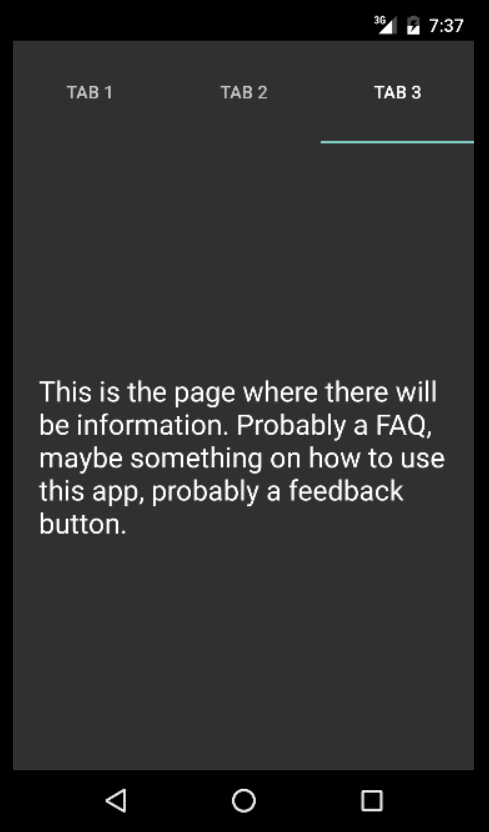 3G 7:37
TAB 1 TAB 2 TAB 3
This is the page where there will
be information. Probably a FAQ,
maybe something on how to use
this app, probably a feedback
button.